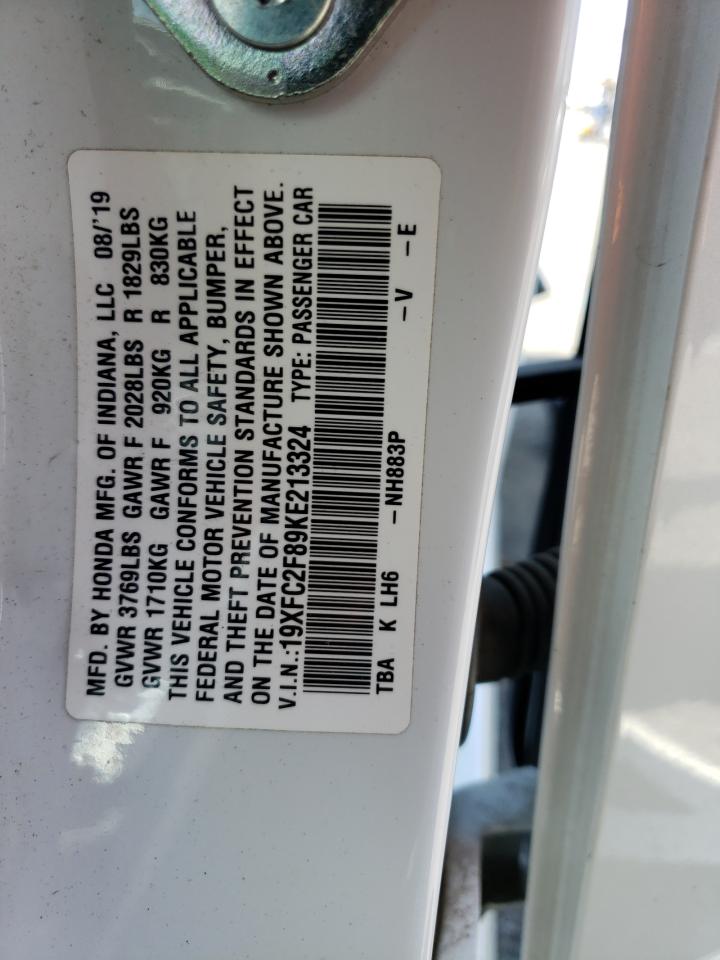 MFD. BY HONDA MFG. OF INDIANA, LLC 08/'19
GVWR 3769LBS GAWR F 2028LBS R 1829LBS
GVWR 1710KG GAWR F 920KG R 830KG
THIS VEHICLE CONFORMS TO ALL APPLICABLE
FEDERAL MOTOR VEHICLE SAFETY, BUMPER,
AND THEFT PREVENTION STANDARDS IN EFFECT
ON THE DATE OF MANUFACTURE SHOWN ABOVE.
V.I.N.:19XFC2F89KE213324 TYPE: PASSENGER CAR
TBA K LH6 -NH883P -V -E